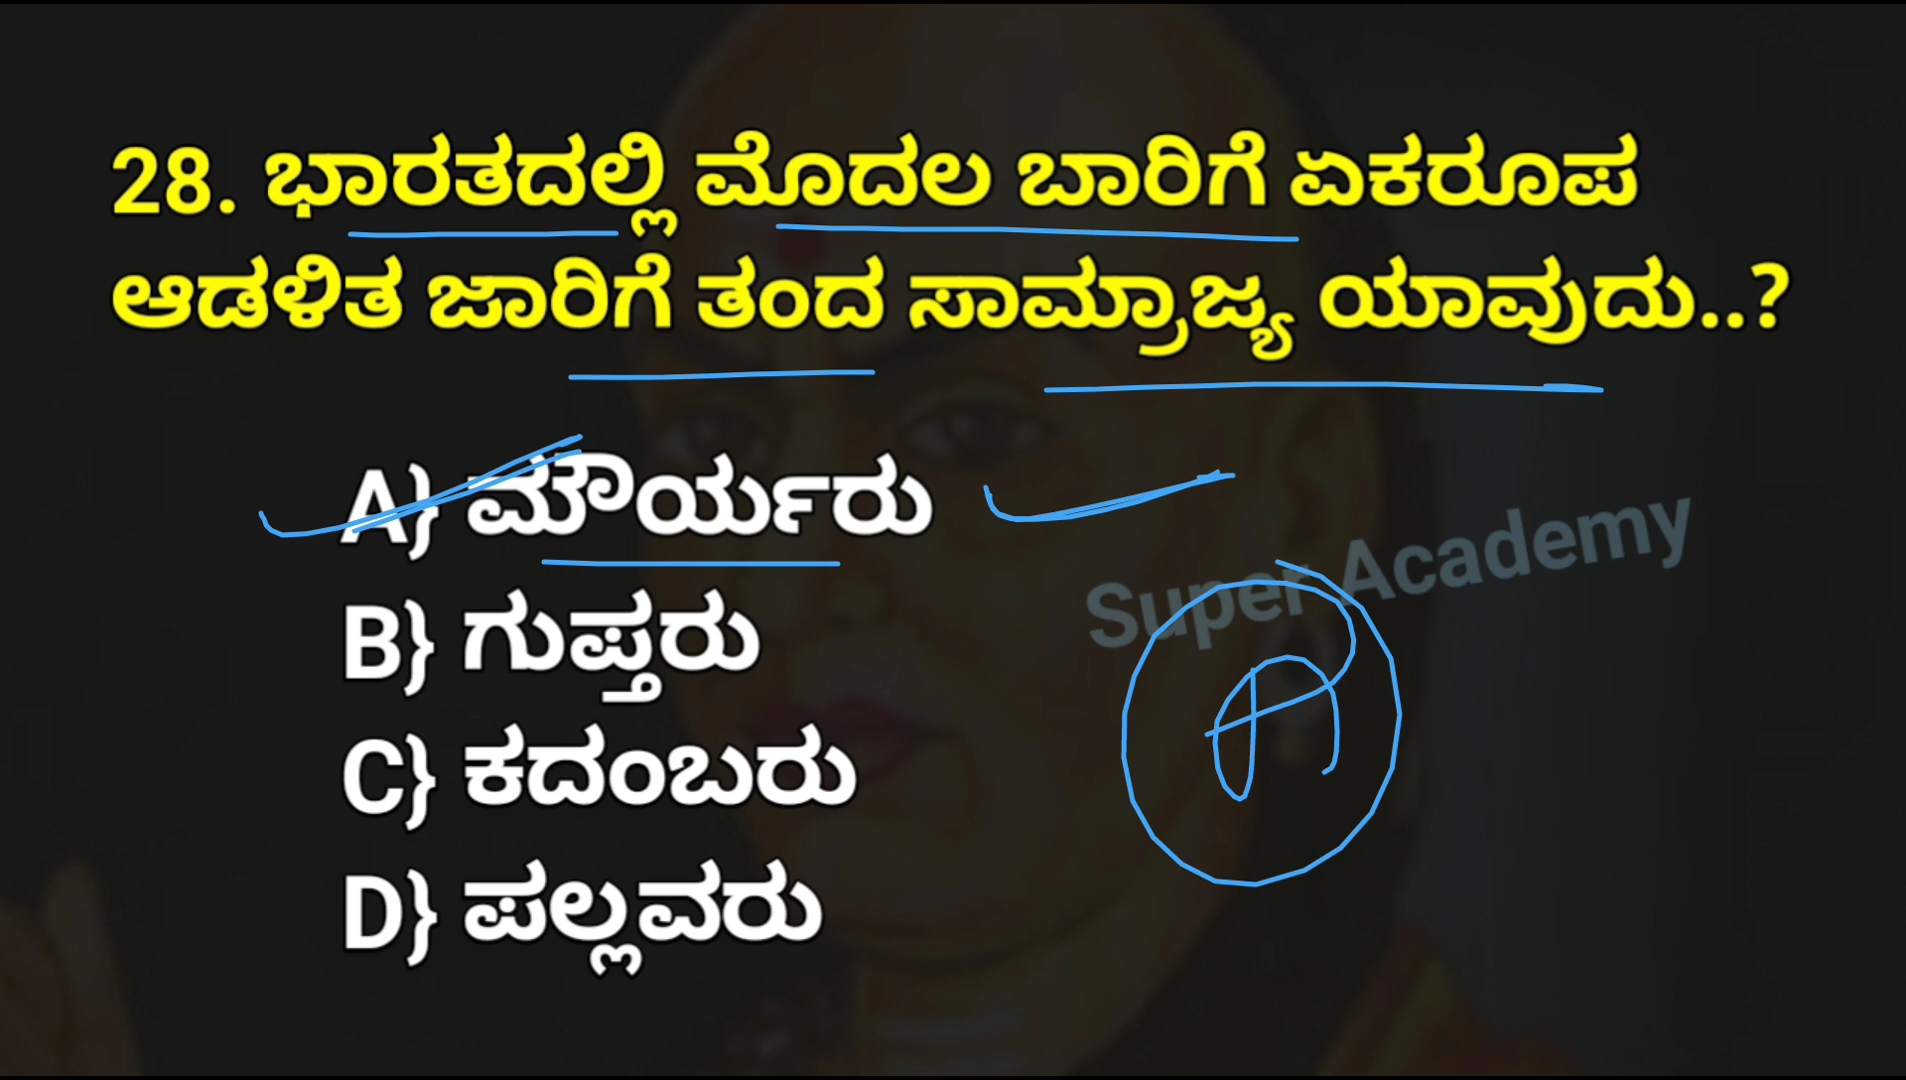 28. ಭಾರತದಲ್ಲಿ ಮೊದಲ ಬಾರಿಗೆ ಏಕರೂಪ
ಆಡಳಿತ ಜಾರಿಗೆ ತಂದ ಸಾಮ್ರಾಜ್ಯ ಯಾವುದು..?
A} ಮೌರ್ಯರು
Super Academy
B} ಗುಪ್ತರು
C} ಕದಂಬರು
A
D} ಪಲ್ಲವರು